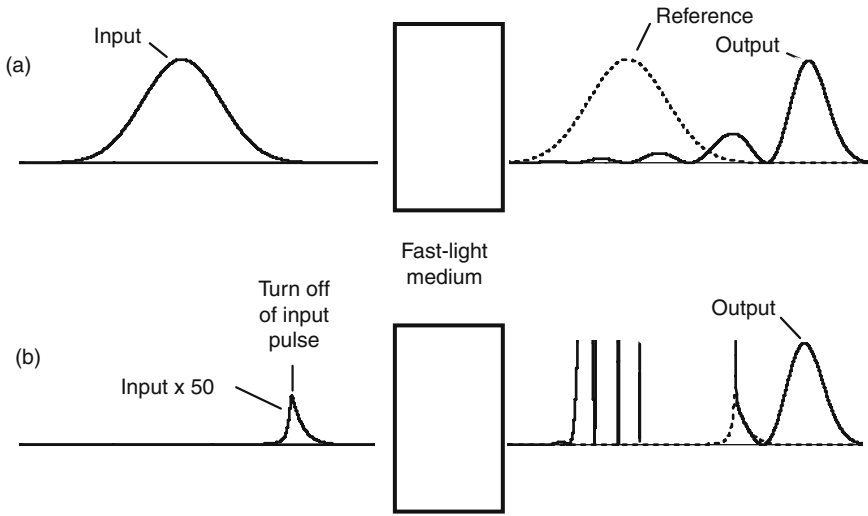 (a)
Input
Reference
Output
Fast-light
medium
(b)
Turn off
of input
pulse
Input x 50
Output